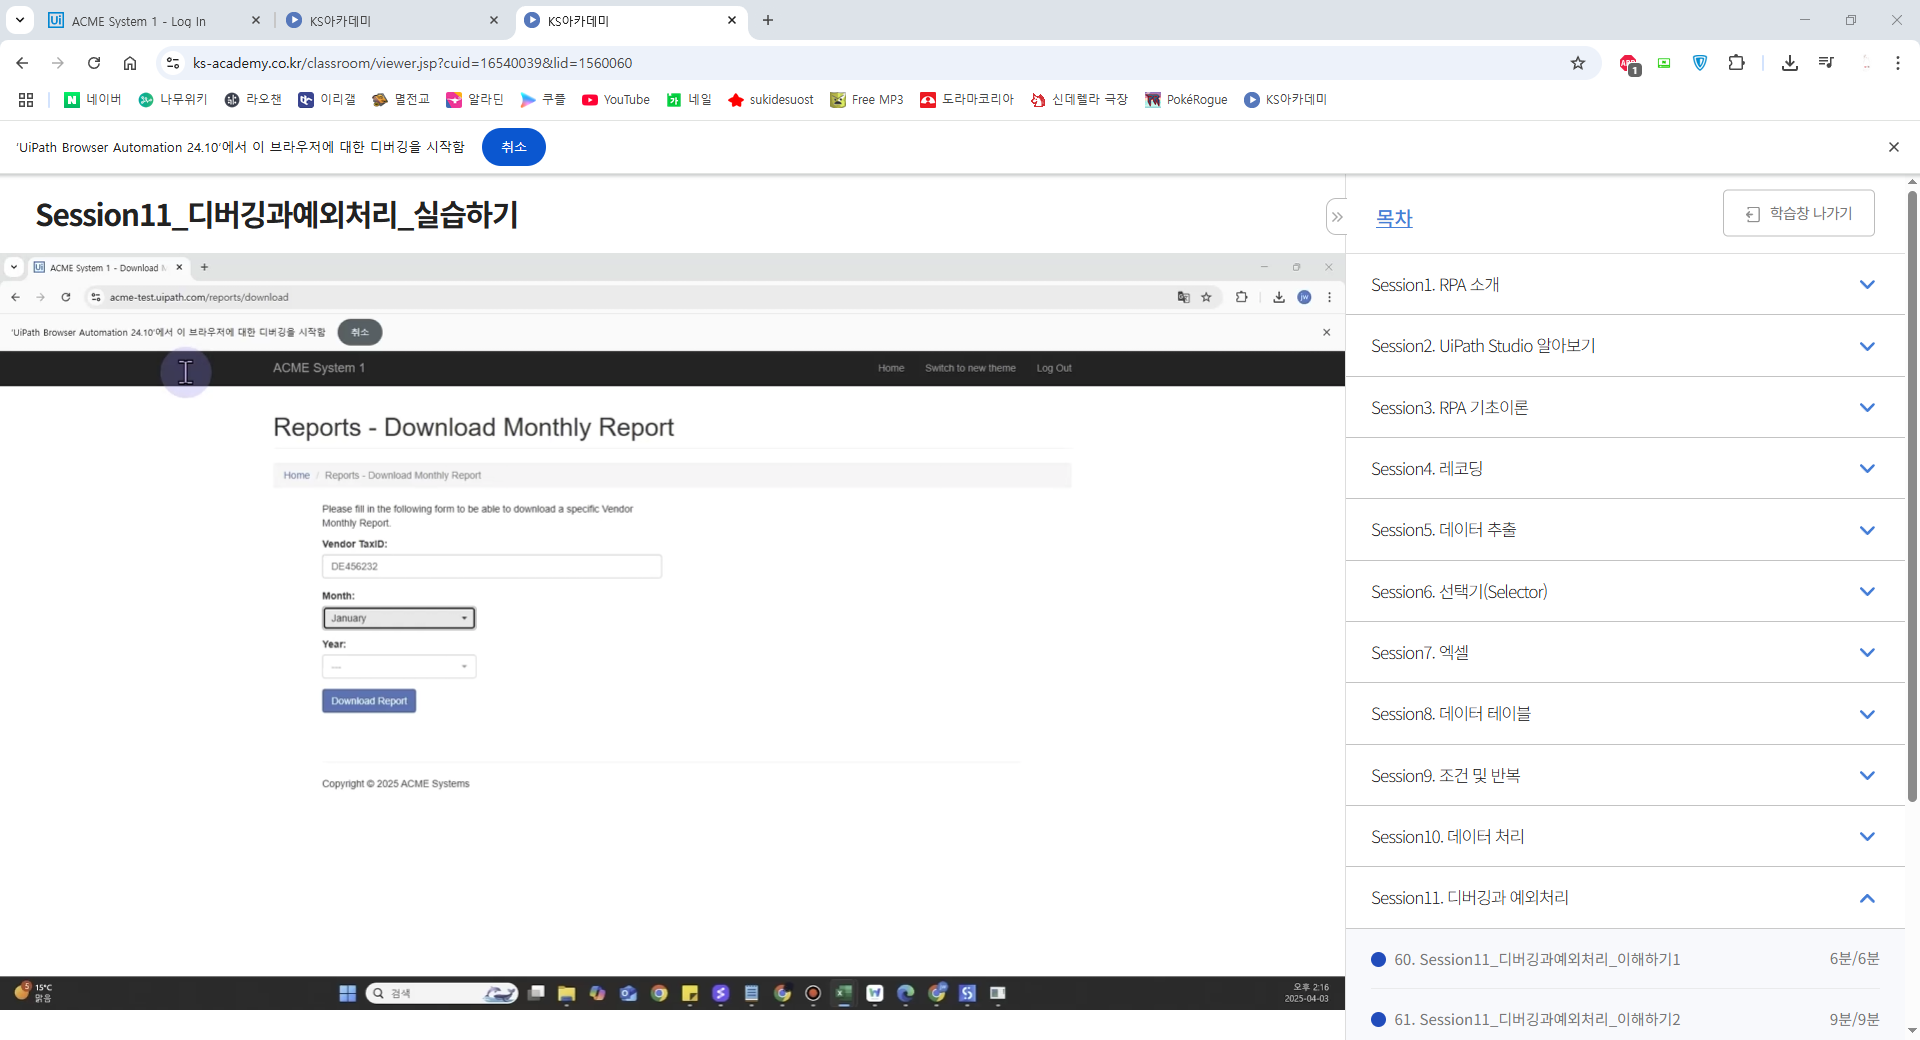 ACME System 1 - Log In
KS아카데미
KS아카데미
ks-academy.co.kr/classroom/viewer.jsp?cuid=16540039&lid=1560060
1
네이버 나무위키 라오챈 이리갤 멸전교 알라딘 쿠플 YouTube 네일 sukidesuost Free MP3 도라마코리아 신데렐라 극장 PokéRogue KS아카데미
'UiPath Browser Automation 24.10'에서 이 브라우저에 대한 디버깅을 시작함 취소
Session11_디버깅과예외처리_실습하기
ACME System 1 - Download
acme-test.uipath.com/reports/download
'UiPath Browser Automation 24.10'에서 이 브라우저에 대한 디버깅을 시작함 취소
ACME System 1 Home Switch to new theme Log Out
Reports - Download Monthly Report
Home / Reports - Download Monthly Report
Please fill in the following form to be able to download a specific Vendor
Monthly Report.
Vendor TaxID:
DE456232
Month:
January
Year:
---
Download Report
Copyright © 2025 ACME Systems
5
15°C
맑음
검색
오후 2:16
2025-04-03
목차
학습창 나가기
Session1. RPA 소개
Session2. UiPath Studio 알아보기
Session3. RPA 기초이론
Session4. 레코딩
Session5. 데이터 추출
Session6. 선택기(Selector)
Session7. 엑셀
Session8. 데이터 테이블
Session9. 조건 및 반복
Session10. 데이터 처리
Session11. 디버깅과 예외처리
60. Session11_디버깅과예외처리_이해하기1 6분/6분
61. Session11_디버깅과예외처리_이해하기2 9분/9분